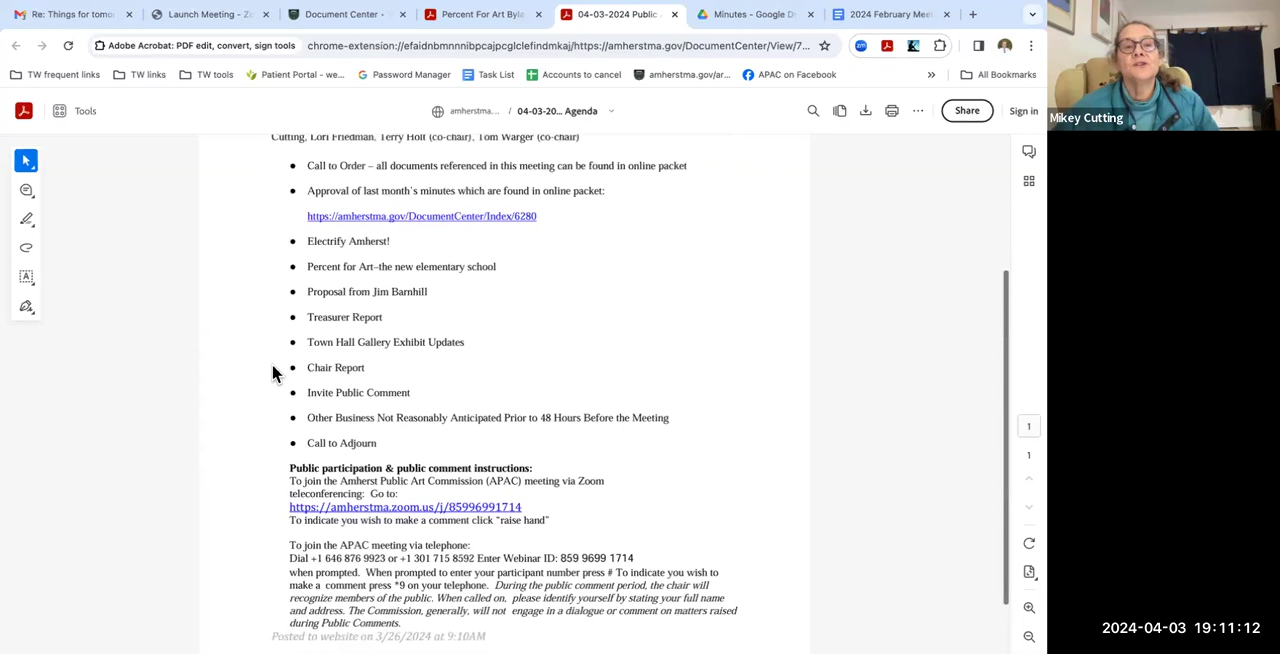 Re: Things for tomo
Launch Meeting - Z
Document Center -
Percent For Art Byla
04-03-2024 Public
Minutes - Google D
2024 February Mee
Adobe Acrobat: PDF edit, convert, sign tools
chrome-extension://efaidnbmnnnibpcajpcglclefindmkaj/https://amherstma.gov/DocumentCenter/View/7...
TW frequent links
TW links
TW tools
Patient Portal - we...
Password Manager
Task List
Accounts to cancel
amherstma.gov/ar...
APAC on Facebook
»
All Bookmarks
Tools
amherstma...
/ 04-03-20... Agenda
Share
Sign in
Mikey Cutting
Cutting, Lori Friedman, Terry Holt (co-chair), Tom Warger (co-chair)
● Call to Order – all documents referenced in this meeting can be found in online packet
● Approval of last month's minutes which are found in online packet:
https://amherstma.gov/DocumentCenter/Index/6280
● Electrify Amherst!
● Percent for Art–the new elementary school
● Proposal from Jim Barnhill
● Treasurer Report
● Town Hall Gallery Exhibit Updates
● Chair Report
● Invite Public Comment
● Other Business Not Reasonably Anticipated Prior to 48 Hours Before the Meeting
● Call to Adjourn
Public participation & public comment instructions:
To join the Amherst Public Art Commission (APAC) meeting via Zoom
teleconferencing: Go to:
https://amherstma.zoom.us/j/85996991714
To indicate you wish to make a comment click "raise hand"
To join the APAC meeting via telephone:
Dial +1 646 876 9923 or +1 301 715 8592 Enter Webinar ID: 859 9699 1714
when prompted. When prompted to enter your participant number press # To indicate you wish to
make a comment press *9 on your telephone. During the public comment period, the chair will
recognize members of the public. When called on, please identify yourself by stating your full name
and address. The Commission, generally, will not engage in a dialogue or comment on matters raised
during Public Comments.
Posted to website on 3/26/2024 at 9:10AM
1
1
2024-04-03 19:11:12